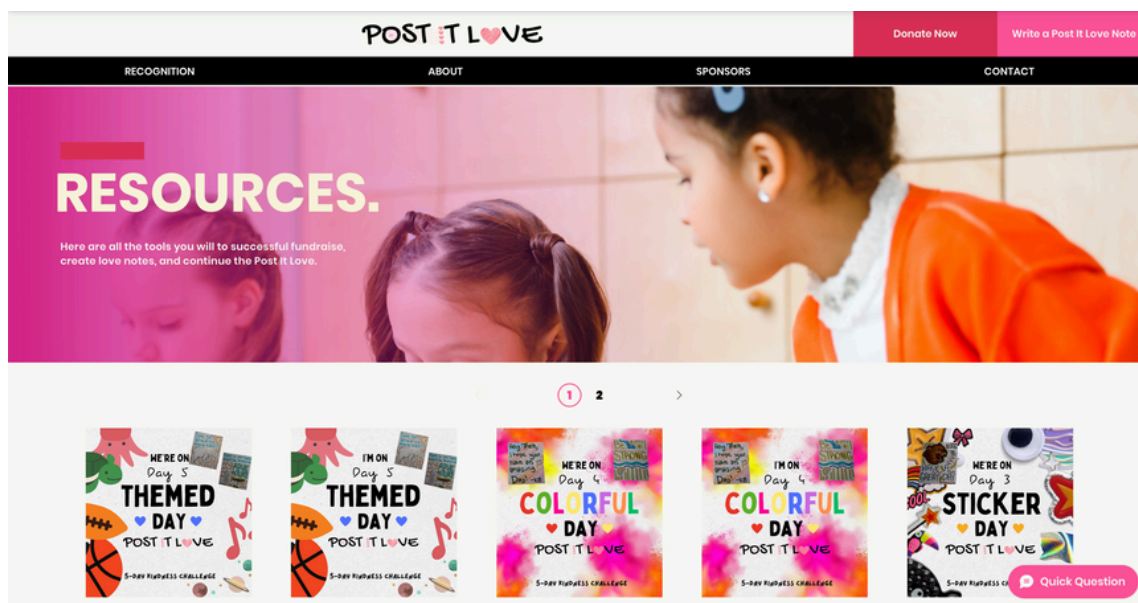 POST IT LOVE
Donate Now
Write a Post It Love Note
RECOGNITION
ABOUT
SPONSORS
CONTACT
RESOURCES.
Here are all the tools you will to successful fundraise,
create love notes, and continue the Post It Love.
1
2
WE'RE ON
Day 5
THEMED
DAY
POST IT LOVE
5-DAY KINDNESS CHALLENGE
I'M ON
Day 5
THEMED
DAY
POST IT LOVE
5-DAY KINDNESS CHALLENGE
WE'RE ON
Day 4
COLORFUL
DAY
POST IT LOVE
5-DAY KINDNESS CHALLENGE
I'M ON
Day 4
COLORFUL
DAY
POST IT LOVE
5-DAY KINDNESS CHALLENGE
WE'RE ON
Day 3
STICKER
DAY
POST IT LOVE
5-DAY KINDNESS
Quick Question